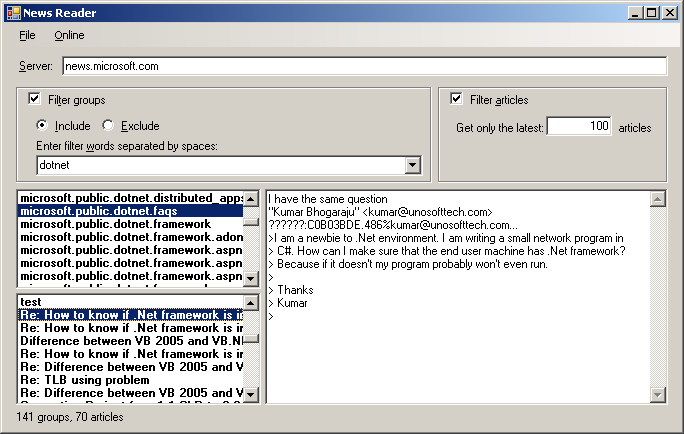 News Reader
File Online
Server: news.microsoft.com
Filter groups
Include Exclude
Enter filter words separated by spaces:
dotnet
Filter articles
Get only the latest: 100 articles
microsoft.public.dotnet.distributed_apps
microsoft.public.dotnet.faqs
microsoft.public.dotnet.framework
microsoft.public.dotnet.framework.adon
microsoft.public.dotnet.framework.aspn
microsoft.public.dotnet.framework.aspn
microsoft.public.dotnet.framework.aspn
test
Re: How to know if .Net framework is in
Re: How to know if .Net framework is in
Difference between VB 2005 and VB.NE
Re: How to know if .Net framework is in
Re: Difference between VB 2005 and V
Re: TLB using problem
Re: Difference between VB 2005 and V
I have the same question
"Kumar Bhogaraju" <kumar@unosofttech.com>
??????:C0B03BDE.486%kumar@unosofttech.com...
>I am a newbie to .Net environment. I am writing a small network program in
> C#. How can I make sure that the end user machine has .Net framework?
> Because if it doesn't my program probably won't even run.
>
> Thanks
> Kumar
>
141 groups, 70 articles